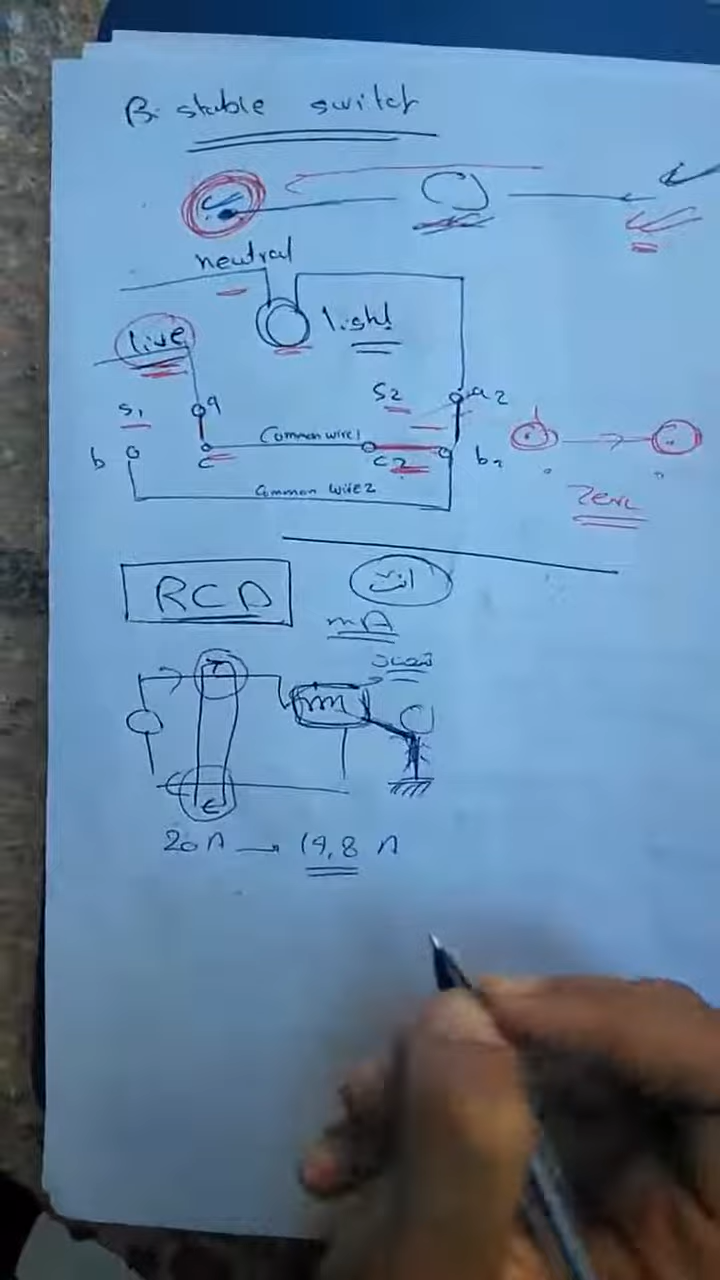 Bi stable switch
neutral
light
live
S1 a S2 a2
Common wire1
b c c2 b2
Common wire2
RCD
mA
20 A → 19,8 A